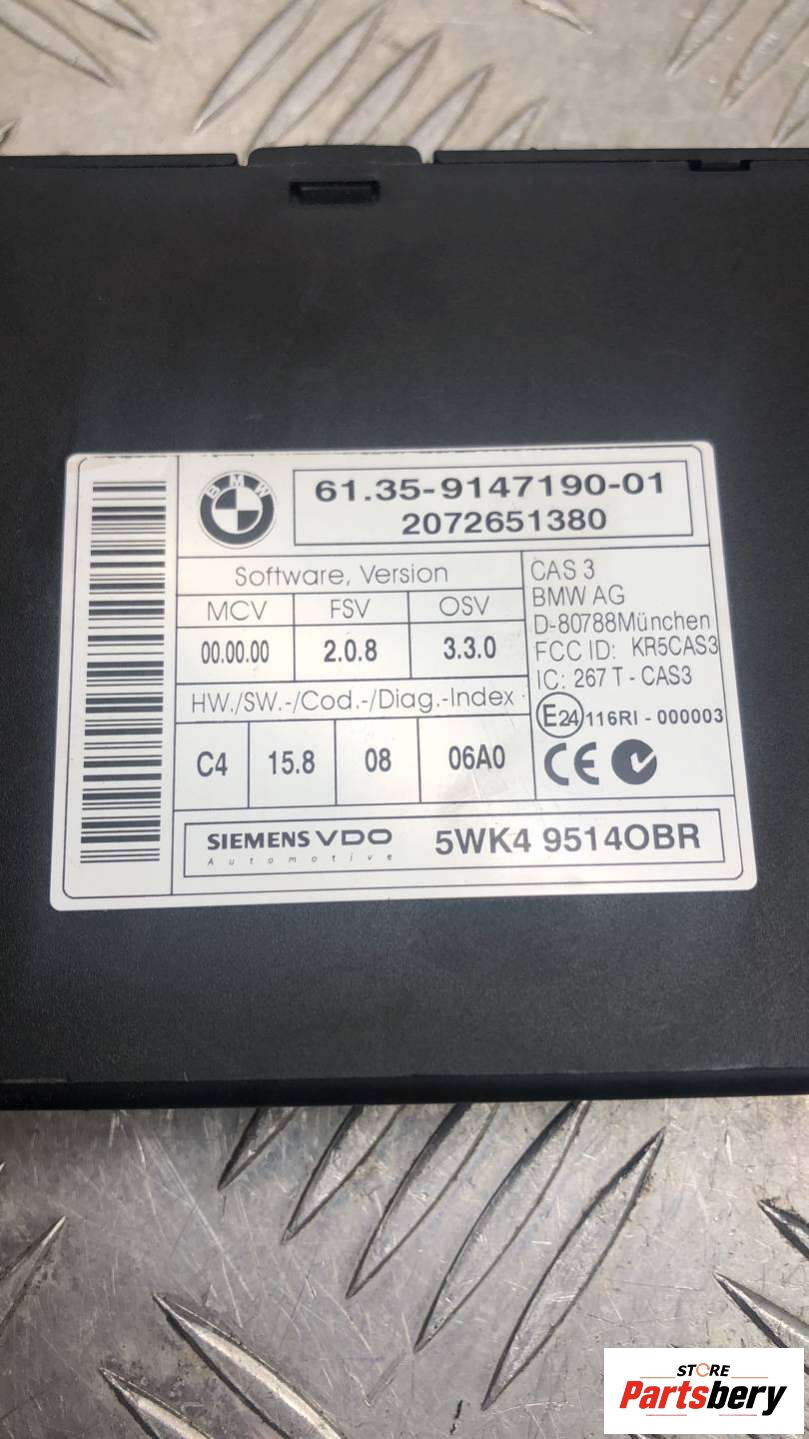 BMW
61.35-9147190-01
2072651380
Software, Version
MCV FSV OSV
00.00.00 2.0.8 3.3.0
HW./SW.-/Cod.-/Diag.-Index
C4 15.8 08 06A0
CAS 3
BMW AG
D-80788München
FCC ID: KR5CAS3
IC: 267 T - CAS3
E24 116RI - 000003
CE
SIEMENS VDO 5WK4 9514OBR
Automotive
STORE
Partsbery